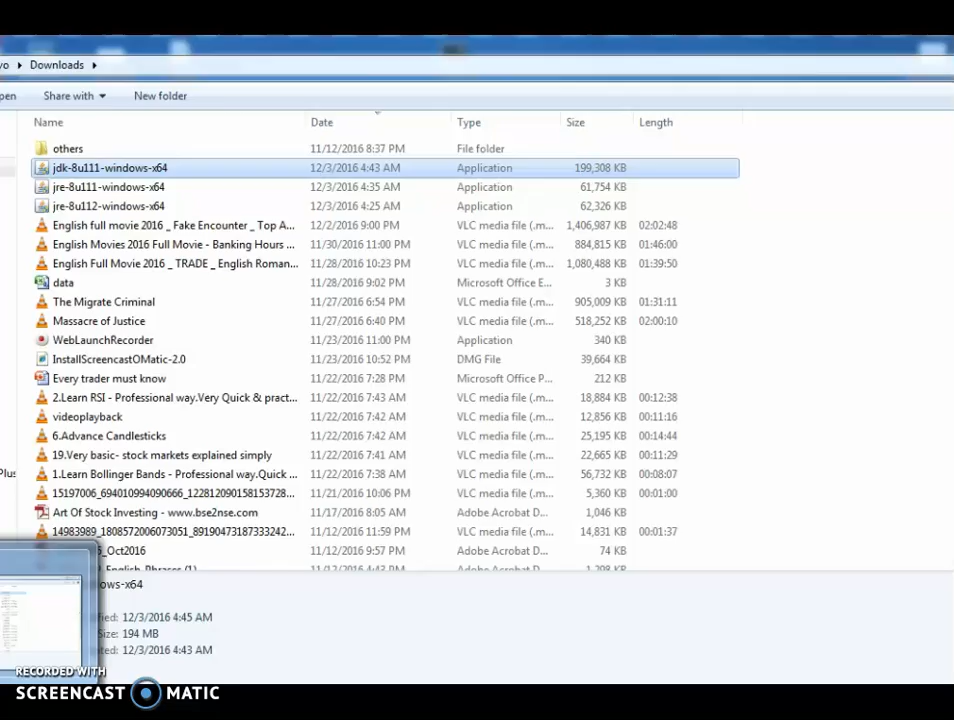 vo ▸ Downloads ▸
pen Share with New folder
Name Date Type Size Length
others 11/12/2016 8:37 PM File folder
jdk-8u111-windows-x64 12/3/2016 4:43 AM Application 199,308 KB
jre-8u111-windows-x64 12/3/2016 4:35 AM Application 61,754 KB
jre-8u112-windows-x64 12/3/2016 4:25 AM Application 62,326 KB
English full movie 2016 _ Fake Encounter _ Top A... 12/2/2016 9:00 PM VLC media file (.m... 1,406,987 KB 02:02:48
English Movies 2016 Full Movie - Banking Hours ... 11/30/2016 11:00 PM VLC media file (.m... 884,815 KB 01:46:00
English Full Movie 2016 _ TRADE _ English Roman... 11/28/2016 10:23 PM VLC media file (.m... 1,080,488 KB 01:39:50
data 11/28/2016 9:02 PM Microsoft Office E... 3 KB
The Migrate Criminal 11/27/2016 6:54 PM VLC media file (.m... 905,009 KB 01:31:11
Massacre of Justice 11/27/2016 6:40 PM VLC media file (.m... 518,252 KB 02:00:10
WebLaunchRecorder 11/23/2016 11:00 PM Application 340 KB
InstallScreencastOMatic-2.0 11/23/2016 10:52 PM DMG File 39,664 KB
Every trader must know 11/22/2016 7:28 PM Microsoft Office P... 212 KB
2.Learn RSI - Professional way.Very Quick & pract... 11/22/2016 7:43 AM VLC media file (.m... 18,884 KB 00:12:38
videoplayback 11/22/2016 7:42 AM VLC media file (.m... 12,856 KB 00:11:16
6.Advance Candlesticks 11/22/2016 7:42 AM VLC media file (.m... 25,195 KB 00:14:44
19.Very basic- stock markets explained simply 11/22/2016 7:41 AM VLC media file (.m... 22,665 KB 00:11:29
Plus 1.Learn Bollinger Bands - Professional way.Quick ... 11/22/2016 7:38 AM VLC media file (.m... 56,732 KB 00:08:07
15197006_694010994090666_122812090158153728... 11/21/2016 10:06 PM VLC media file (.m... 5,360 KB 00:01:00
Art Of Stock Investing - www.bse2nse.com 11/17/2016 8:05 AM Adobe Acrobat D... 1,046 KB
14983989_1808572006073051_89190473187333242... 11/12/2016 11:59 PM VLC media file (.m... 14,831 KB 00:01:37
_Oct2016 11/12/2016 9:57 PM Adobe Acrobat D... 74 KB
English_Phrases (1) 11/12/2016 4:43 PM Adobe Acrobat D... 1,298 KB
ows-x64
fied: 12/3/2016 4:45 AM
Size: 194 MB
ated: 12/3/2016 4:43 AM
RECORDED WITH
SCREENCAST MATIC